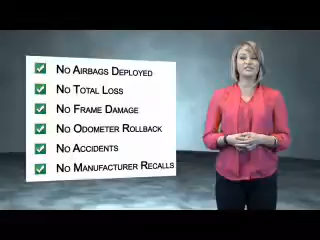 No Airbags Deployed
No Total Loss
No Frame Damage
No Odometer Rollback
No Accidents
No Manufacturer Recalls